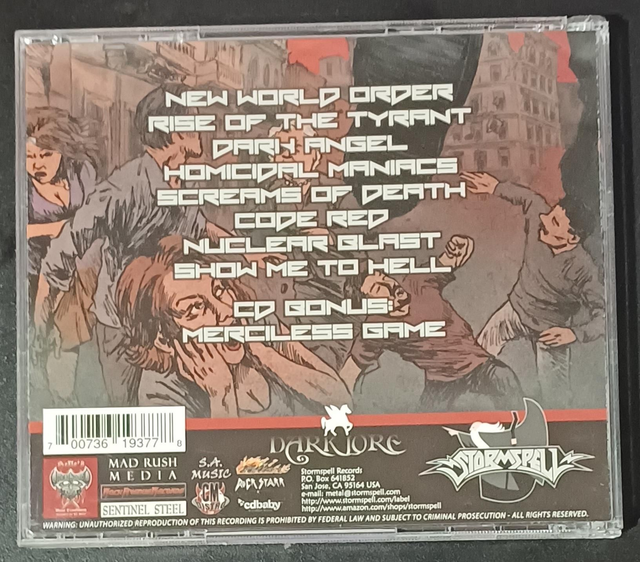 NEW WORLD ORDER
RISE OF THE TYRANT
DARK ANGEL
HOMICIDAL MANIACS
SCREAMS OF DEATH
CODE RED
NUCLEAR BLAST
SHOW ME TO HELL
CD BONUS:
MERCILESS GAME
7 00736 19377 8
MAD RUSH
MEDIA
SENTINEL STEEL
S.A.
MUSIC
cdbaby
DARK LORE
Stormspell Records
P.O. Box 641852
San Jose, CA 95164 USA
e-mail: metal@stormspell.com
http://www.stormspell.com/label
http://www.amazon.com/shops/stormspell
STORMSPELL
WARNING: UNAUTHORIZED REPRODUCTION OF THIS RECORDING IS PROHIBITED BY FEDERAL LAW AND SUBJECT TO CRIMINAL PROSECUTION - ALL RIGHTS RESERVED.